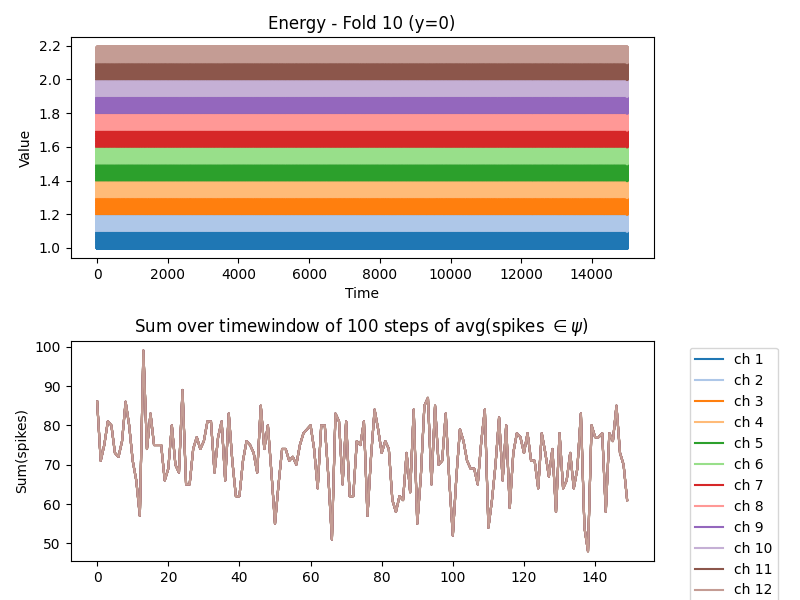 Energy - Fold 10 (y=0)
Value
2.2
2.0
1.8
1.6
1.4
1.2
1.0
0 2000 4000 6000 8000 10000 12000 14000
Time
Sum over timewindow of 100 steps of avg(spikes ∈ ψ)
Sum(spikes)
100
90
80
70
60
50
0 20 40 60 80 100 120 140
ch 1
ch 2
ch 3
ch 4
ch 5
ch 6
ch 7
ch 8
ch 9
ch 10
ch 11
ch 12